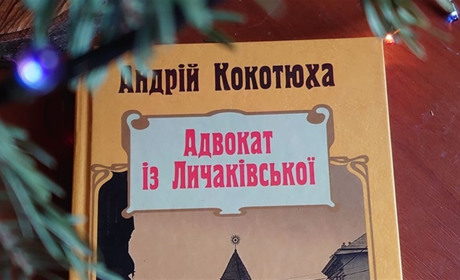 Андрій Кокотюха
Адвокат
із Личаківської